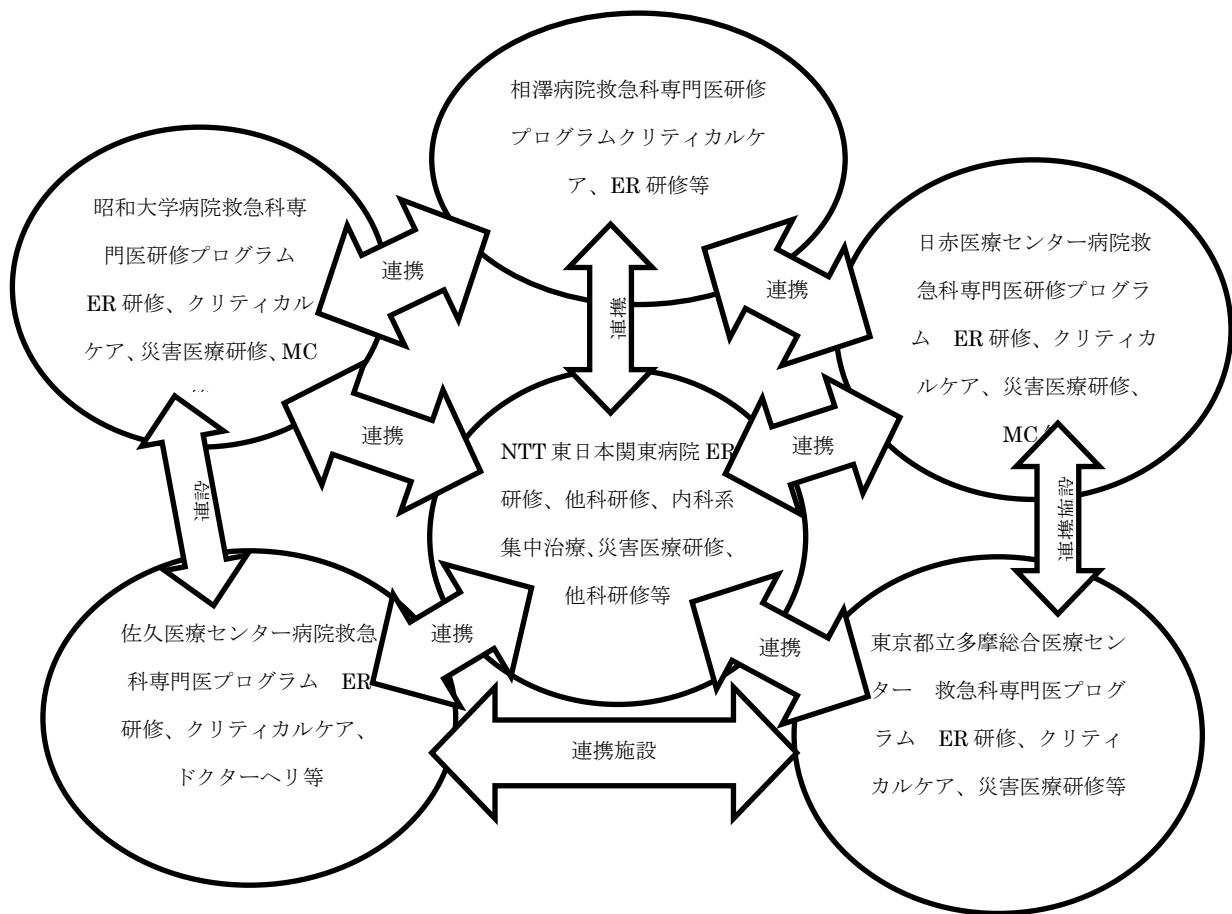 相澤病院救急科専門医研修
プログラムクリティカルケ
ア、ER 研修等
昭和大学病院救急科専
門医研修プログラム
ER 研修、クリティカル
ケア、災害医療研修、MC
日赤医療センター病院救
急科専門医研修プログラ
ム　ER 研修、クリティカ
ルケア、災害医療研修、
MC
連携
連携
連携
連携
連携
NTT 東日本関東病院 ER
研修、他科研修、内科系
集中治療、災害医療研修、
他科研修等
連携施設
連携
連携
佐久医療センター病院救急
科専門医プログラム　ER
研修、クリティカルケア、
ドクターヘリ等
東京都立多摩総合医療セン
ター　救急科専門医プログ
ラム　ER 研修、クリティ
カルケア、災害医療研修等
連携施設